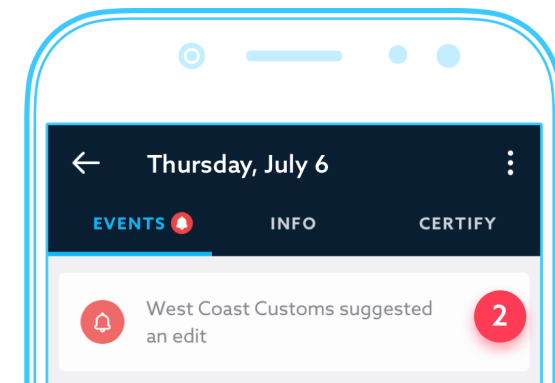 Thursday, July 6
EVENTS
INFO
CERTIFY
West Coast Customs suggested
an edit
2